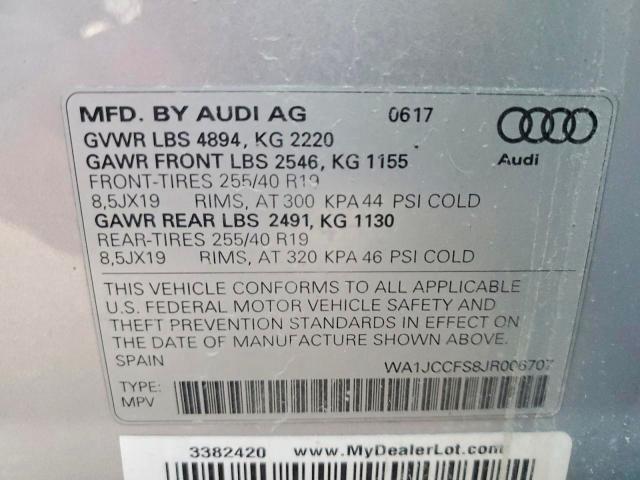 MFD. BY AUDI AG 0617
GVWR LBS 4894, KG 2220
GAWR FRONT LBS 2546, KG 1155
Audi
FRONT-TIRES 255/40 R19
8,5JX19 RIMS, AT 300 KPA 44 PSI COLD
GAWR REAR LBS 2491, KG 1130
REAR-TIRES 255/40 R19
8,5JX19 RIMS, AT 320 KPA 46 PSI COLD
THIS VEHICLE CONFORMS TO ALL APPLICABLE
U.S. FEDERAL MOTOR VEHICLE SAFETY AND
THEFT PREVENTION STANDARDS IN EFFECT ON
THE DATE OF MANUFACTURE SHOWN ABOVE.
SPAIN WA1JCCFS8JR006707
TYPE:
MPV
3382420 www.MyDealerLot.com